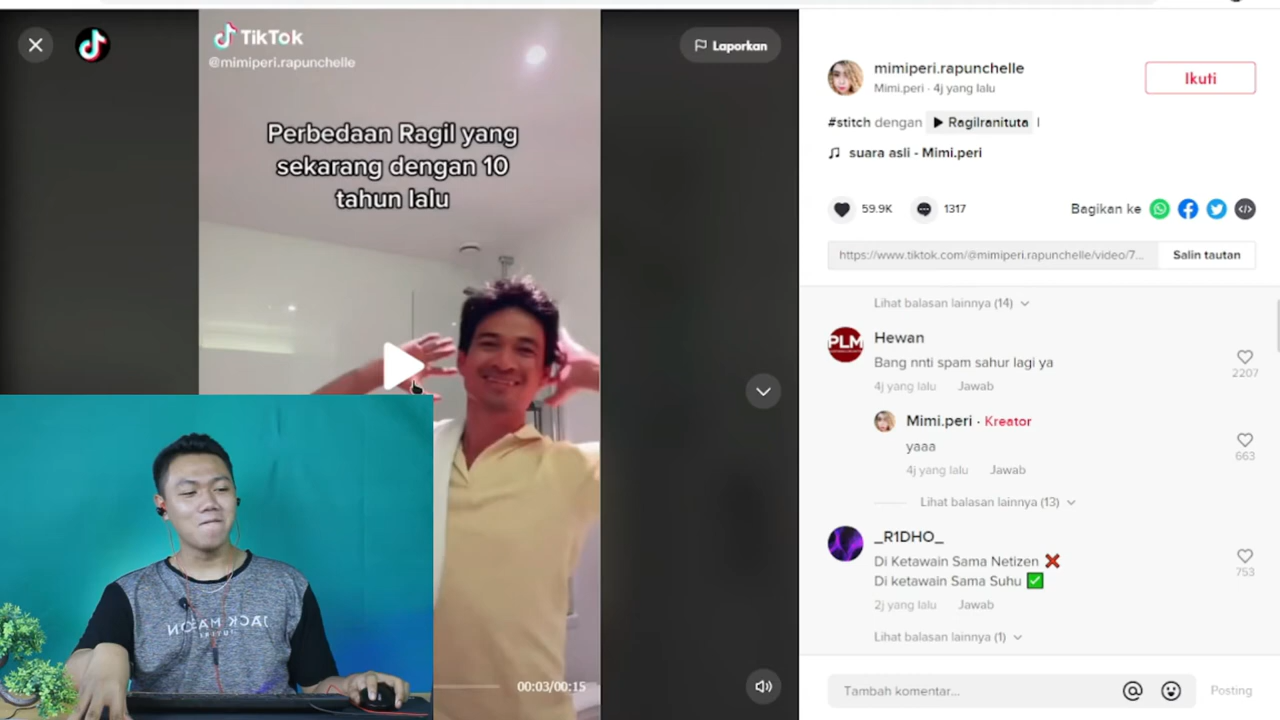 TikTok
@mimiperi.rapunchelle
Laporkan
Perbedaan Ragil yang
sekarang dengan 10
tahun lalu
00:03/00:15
JACK MASON
mimiperi.rapunchelle
Mimi.peri · 4j yang lalu
Ikuti
#stitch dengan ▶ Ragilranituta l
♫ suara asli - Mimi.peri
59.9K
1317
Bagikan ke
https://www.tiktok.com/@mimiperi.rapunchelle/video/7...
Salin tautan
Lihat balasan lainnya (14)
PLM
Hewan
Bang nnti spam sahur lagi ya
2207
4j yang lalu Jawab
Mimi.peri · Kreator
yaaa
663
4j yang lalu Jawab
Lihat balasan lainnya (13)
_R1DHO_
Di Ketawain Sama Netizen ❌
Di ketawain Sama Suhu ✅
753
2j yang lalu Jawab
Lihat balasan lainnya (1)
Tambah komentar...
Posting